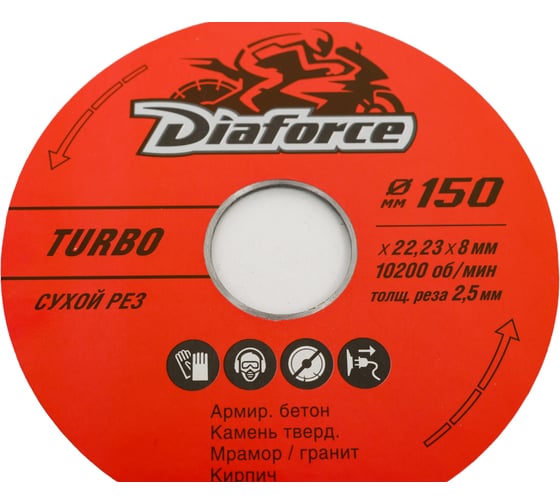 Diaforce
TURBO
СУХОЙ РЕЗ
Ø ММ 150
x 22,23 x 8 мм
10200 об/мин
толщ. реза 2,5 мм
Армир. бетон
Камень тверд.
Мрамор / гранит
Кирпич